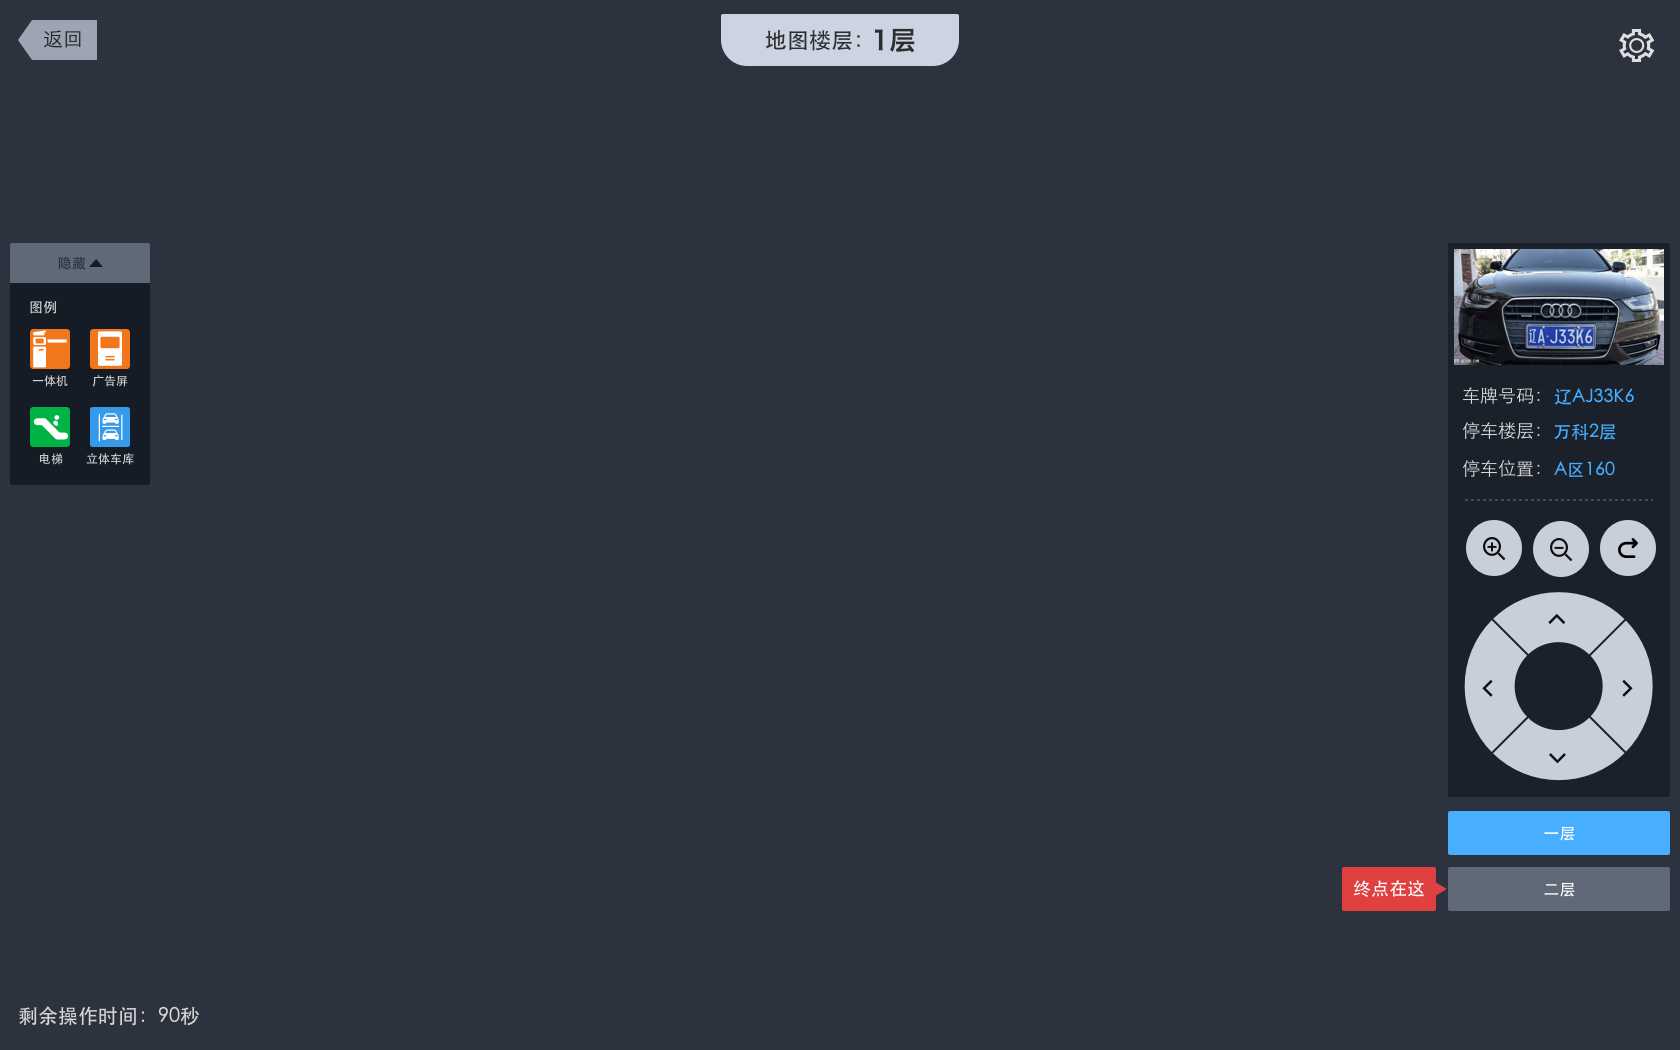 返回
地图楼层：1层
隐藏
图例
一体机
广告屏
电梯
立体车库
辽A·J33K6
车牌号码：辽AJ33K6
停车楼层：万科2层
停车位置：A区160
一层
终点在这
二层
剩余操作时间：90秒